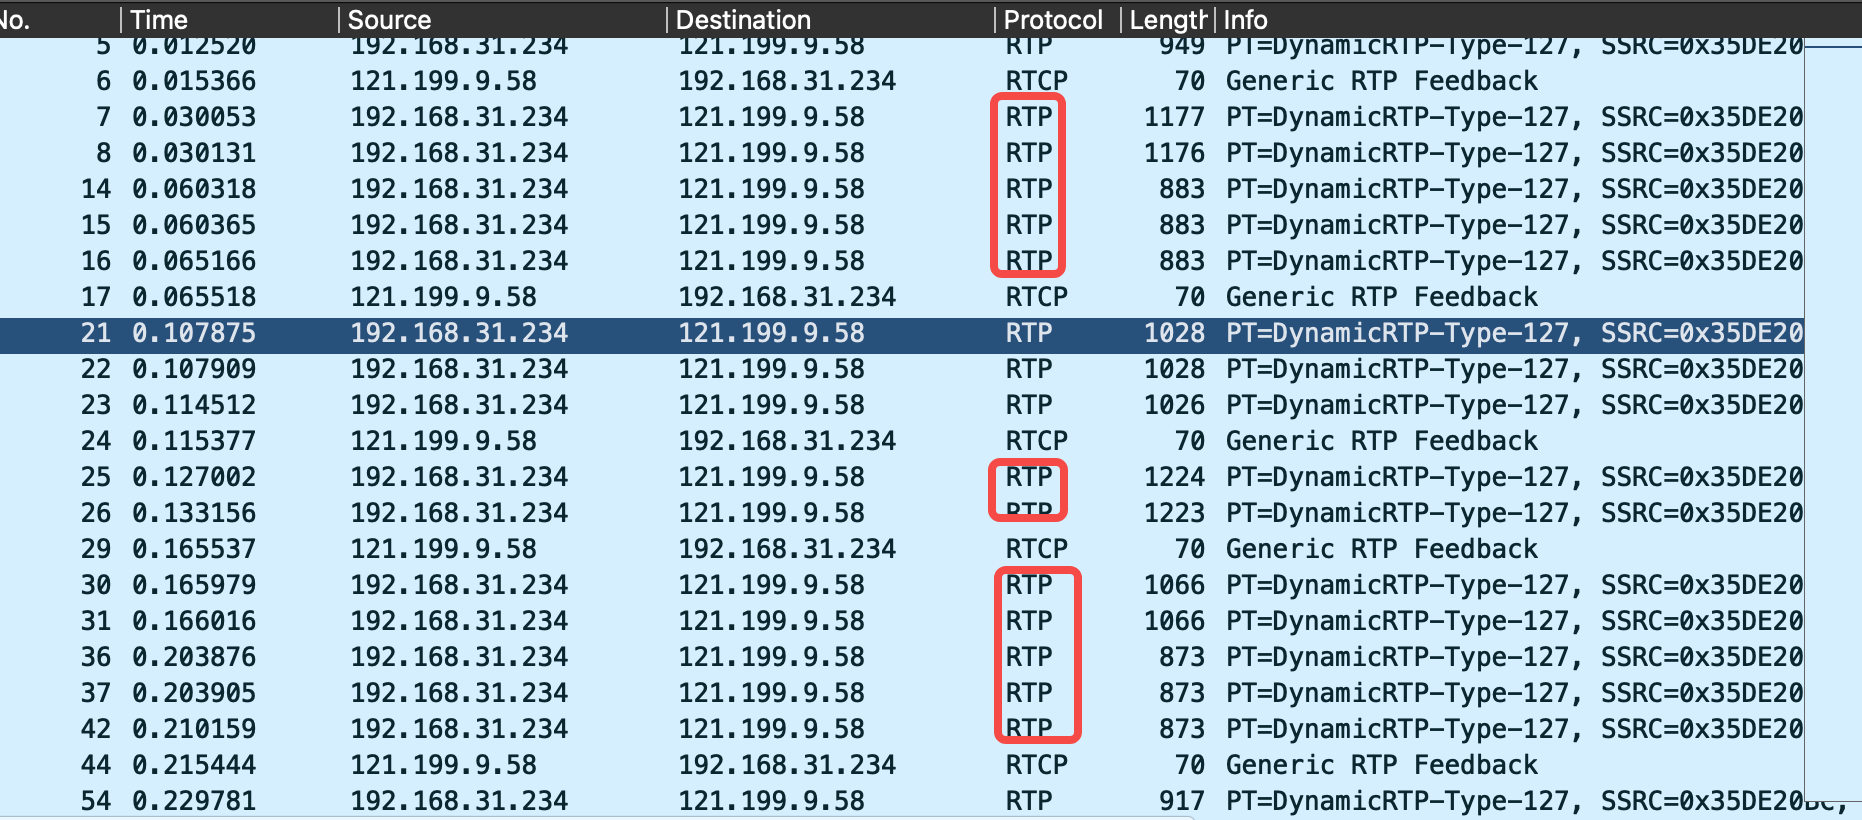 No. Time Source Destination Protocol Length Info
5 0.012520 192.168.31.234 121.199.9.58 RTP 949 PT=DynamicRTP-Type-127, SSRC=0x35DE20
6 0.015366 121.199.9.58 192.168.31.234 RTCP 70 Generic RTP Feedback
7 0.030053 192.168.31.234 121.199.9.58 RTP 1177 PT=DynamicRTP-Type-127, SSRC=0x35DE20
8 0.030131 192.168.31.234 121.199.9.58 RTP 1176 PT=DynamicRTP-Type-127, SSRC=0x35DE20
14 0.060318 192.168.31.234 121.199.9.58 RTP 883 PT=DynamicRTP-Type-127, SSRC=0x35DE20
15 0.060365 192.168.31.234 121.199.9.58 RTP 883 PT=DynamicRTP-Type-127, SSRC=0x35DE20
16 0.065166 192.168.31.234 121.199.9.58 RTP 883 PT=DynamicRTP-Type-127, SSRC=0x35DE20
17 0.065518 121.199.9.58 192.168.31.234 RTCP 70 Generic RTP Feedback
21 0.107875 192.168.31.234 121.199.9.58 RTP 1028 PT=DynamicRTP-Type-127, SSRC=0x35DE20
22 0.107909 192.168.31.234 121.199.9.58 RTP 1028 PT=DynamicRTP-Type-127, SSRC=0x35DE20
23 0.114512 192.168.31.234 121.199.9.58 RTP 1026 PT=DynamicRTP-Type-127, SSRC=0x35DE20
24 0.115377 121.199.9.58 192.168.31.234 RTCP 70 Generic RTP Feedback
25 0.127002 192.168.31.234 121.199.9.58 RTP 1224 PT=DynamicRTP-Type-127, SSRC=0x35DE20
26 0.133156 192.168.31.234 121.199.9.58 RTP 1223 PT=DynamicRTP-Type-127, SSRC=0x35DE20
29 0.165537 121.199.9.58 192.168.31.234 RTCP 70 Generic RTP Feedback
30 0.165979 192.168.31.234 121.199.9.58 RTP 1066 PT=DynamicRTP-Type-127, SSRC=0x35DE20
31 0.166016 192.168.31.234 121.199.9.58 RTP 1066 PT=DynamicRTP-Type-127, SSRC=0x35DE20
36 0.203876 192.168.31.234 121.199.9.58 RTP 873 PT=DynamicRTP-Type-127, SSRC=0x35DE20
37 0.203905 192.168.31.234 121.199.9.58 RTP 873 PT=DynamicRTP-Type-127, SSRC=0x35DE20
42 0.210159 192.168.31.234 121.199.9.58 RTP 873 PT=DynamicRTP-Type-127, SSRC=0x35DE20
44 0.215444 121.199.9.58 192.168.31.234 RTCP 70 Generic RTP Feedback
54 0.229781 192.168.31.234 121.199.9.58 RTP 917 PT=DynamicRTP-Type-127, SSRC=0x35DE20BC,